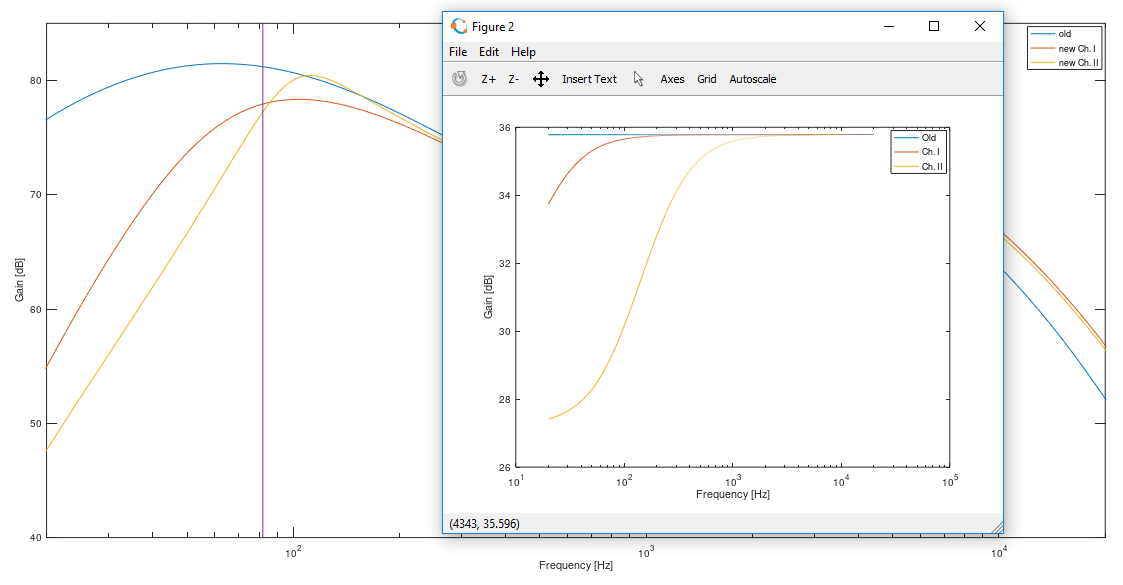 Figure 2
File Edit Help
Z+ Z- Insert Text Axes Grid Autoscale
old
new Ch. I
new Ch. II
80
70
60
50
40
Gain [dB]
10^2
10^3
10^4
Frequency [Hz]
36
34
32
30
28
26
Gain [dB]
Old
Ch. I
Ch. II
10^1
10^2
10^3
10^4
10^5
Frequency [Hz]
(4343, 35.596)